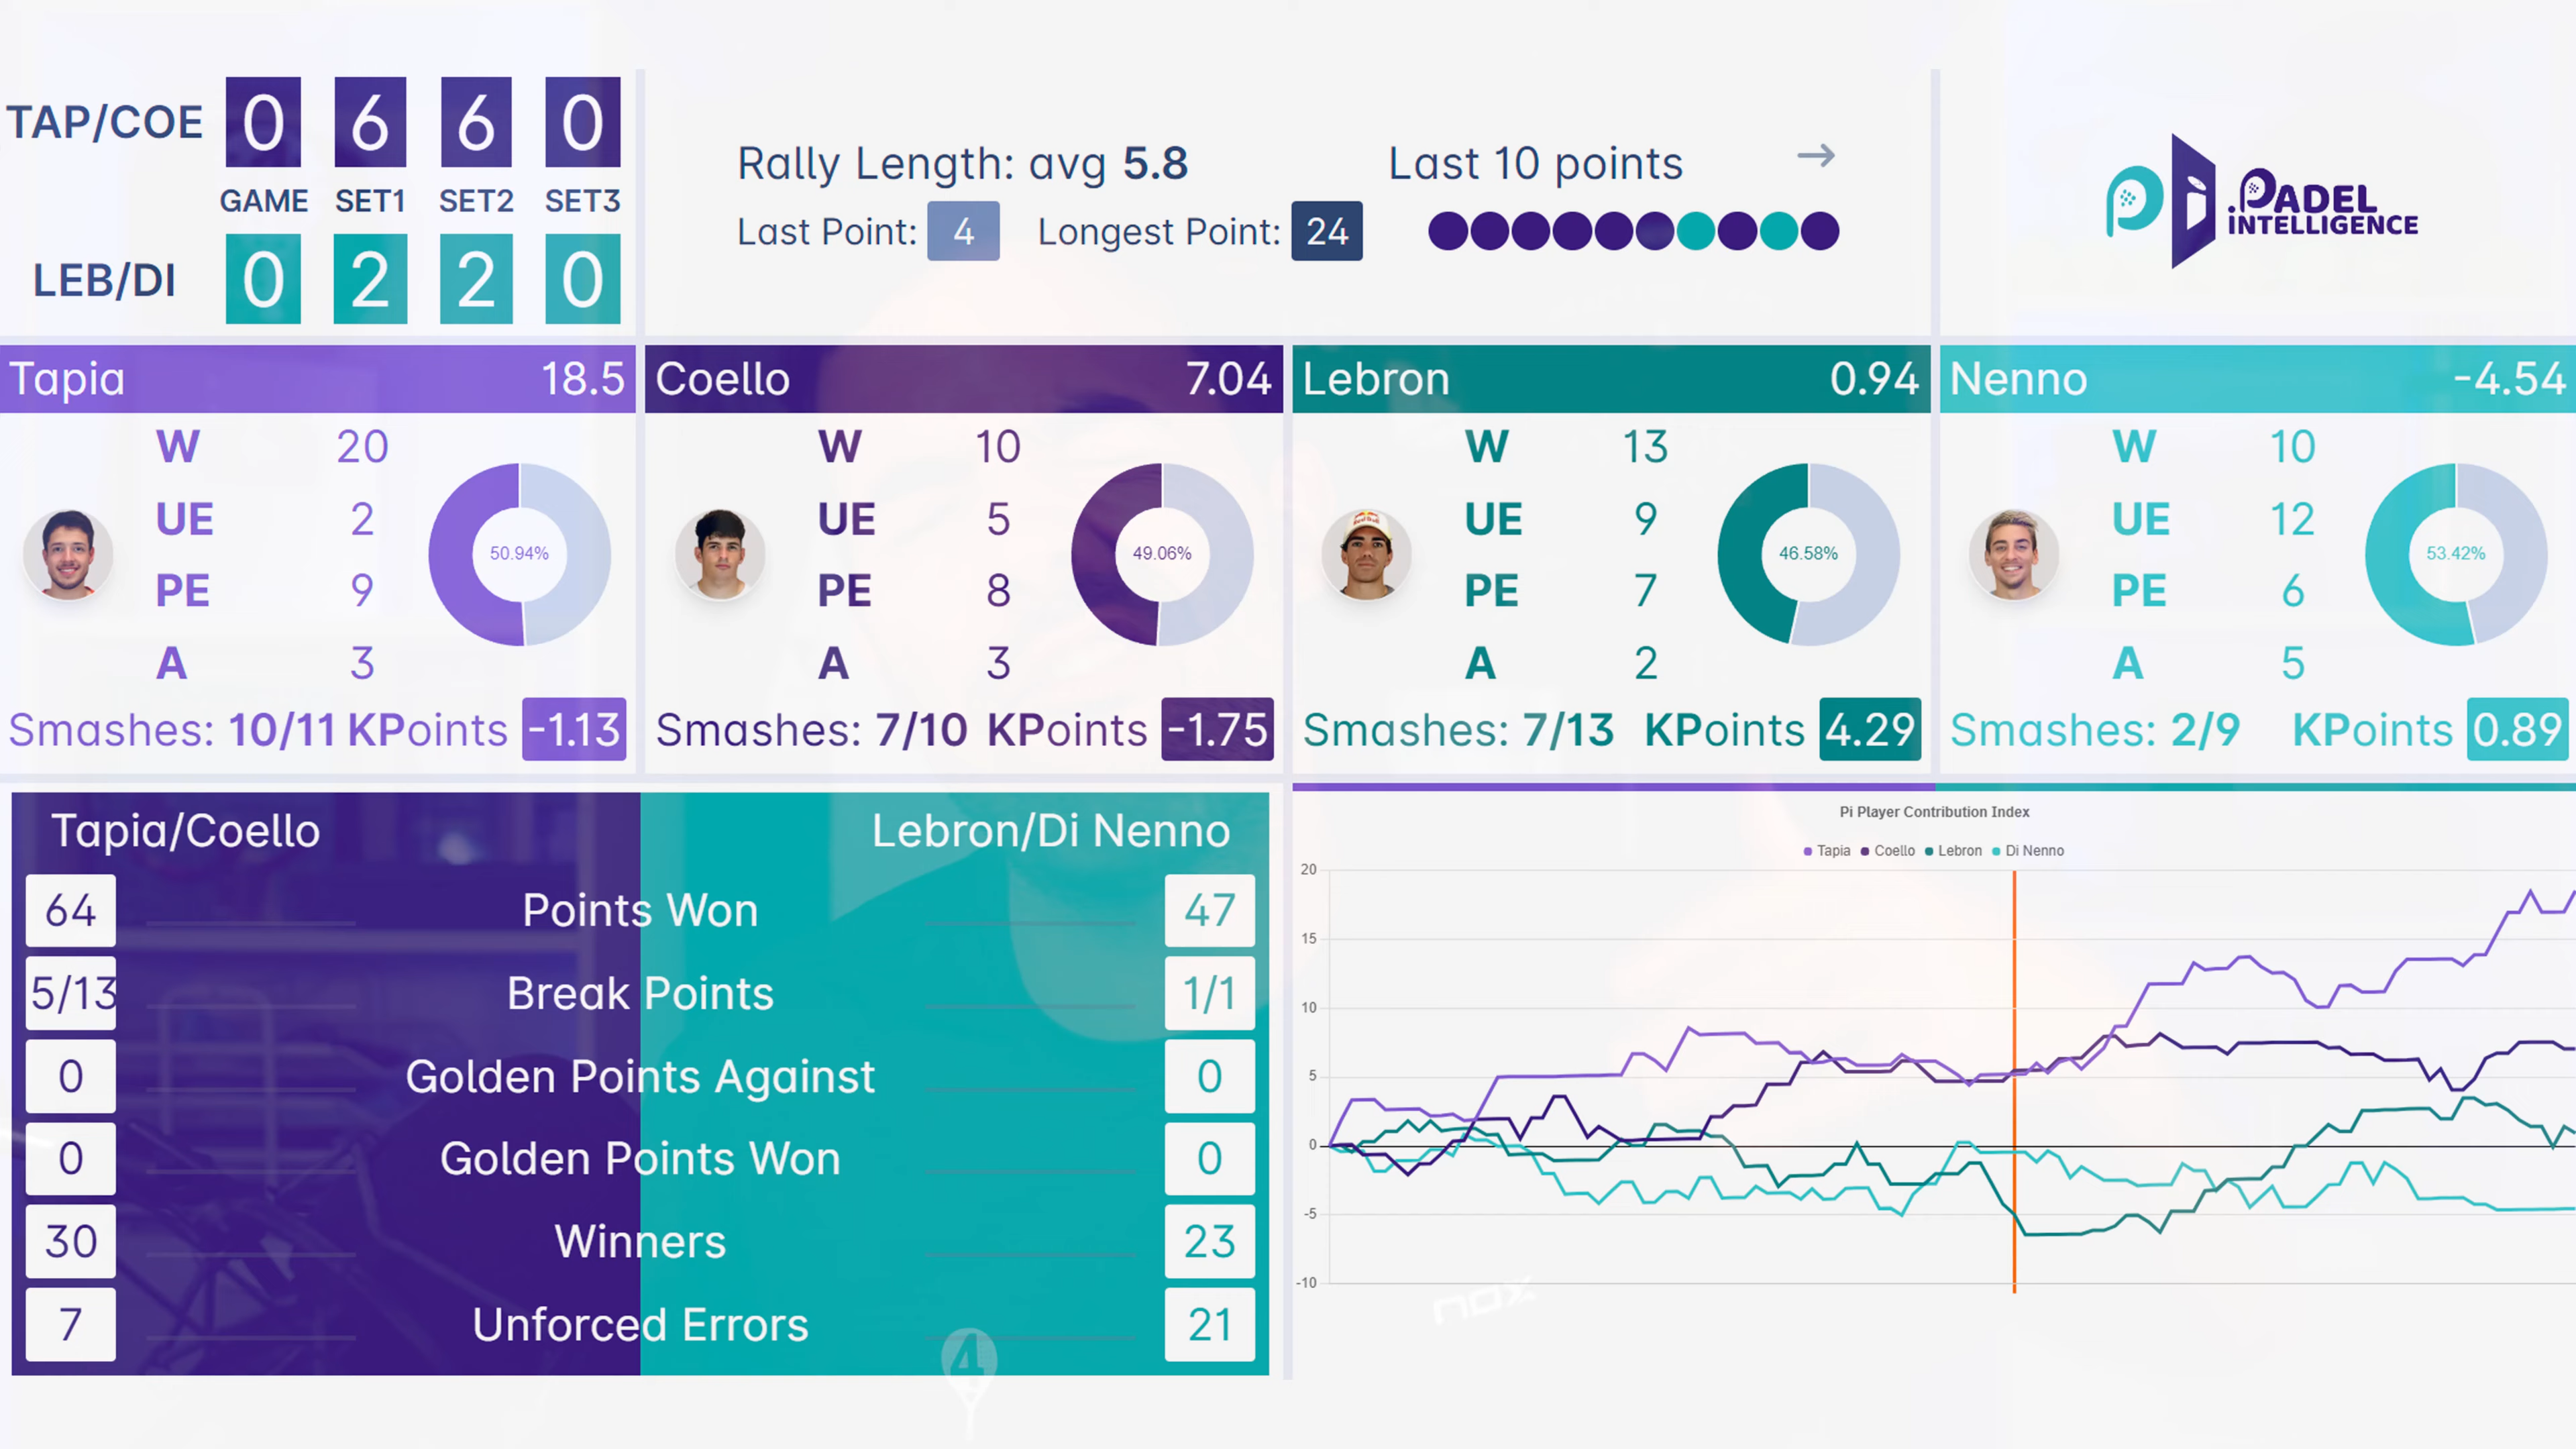 TAP/COE 0 6 6 0
GAME SET1 SET2 SET3
LEB/DI 0 2 2 0
Rally Length: avg 5.8
Last Point: 4 Longest Point: 24
Last 10 points →
PADEL
INTELLIGENCE
Tapia 18.5
W 20
UE 2
PE 9
A 3
50.94%
Smashes: 10/11 KPoints -1.13
Coello 7.04
W 10
UE 5
PE 8
A 3
49.06%
Smashes: 7/10 KPoints -1.75
Lebron 0.94
W 13
UE 9
PE 7
A 2
46.58%
Smashes: 7/13 KPoints 4.29
Nenno -4.54
W 10
UE 12
PE 6
A 5
53.42%
Smashes: 2/9 KPoints 0.89
Tapia/Coello Lebron/Di Nenno
64 Points Won 47
5/13 Break Points 1/1
0 Golden Points Against 0
0 Golden Points Won 0
30 Winners 23
7 Unforced Errors 21
4
Pi Player Contribution Index
Tapia Coello Lebron Di Nenno
20
15
10
5
0
-5
-10
nox